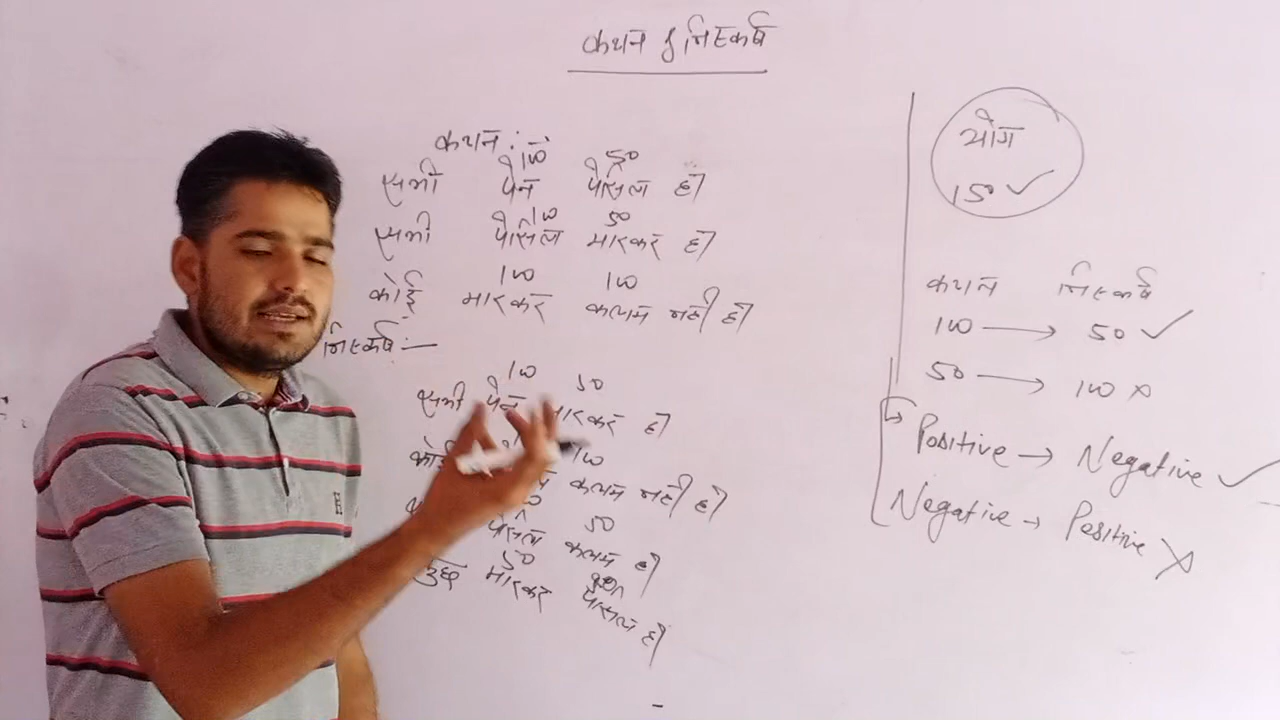 कथन & निष्कर्ष
कथन :
100 50
सभी पेन पेंसिल है।
100 50
सभी पेंसिल मारकर है।
100 100
कोई मारकर कलम नही है।
निष्कर्ष :—
100 50
सभी पेन मारकर है।
100
कोई कलम नही है।
50
पेंसिल कलम है।
50
कुछ मारकर पेंसिल है।
योग
150 ✓
कथन निष्कर्ष
100 → 50 ✓
50 → 100 ×
↳ Positive → Negative ✓
Negative → Positive ×
H